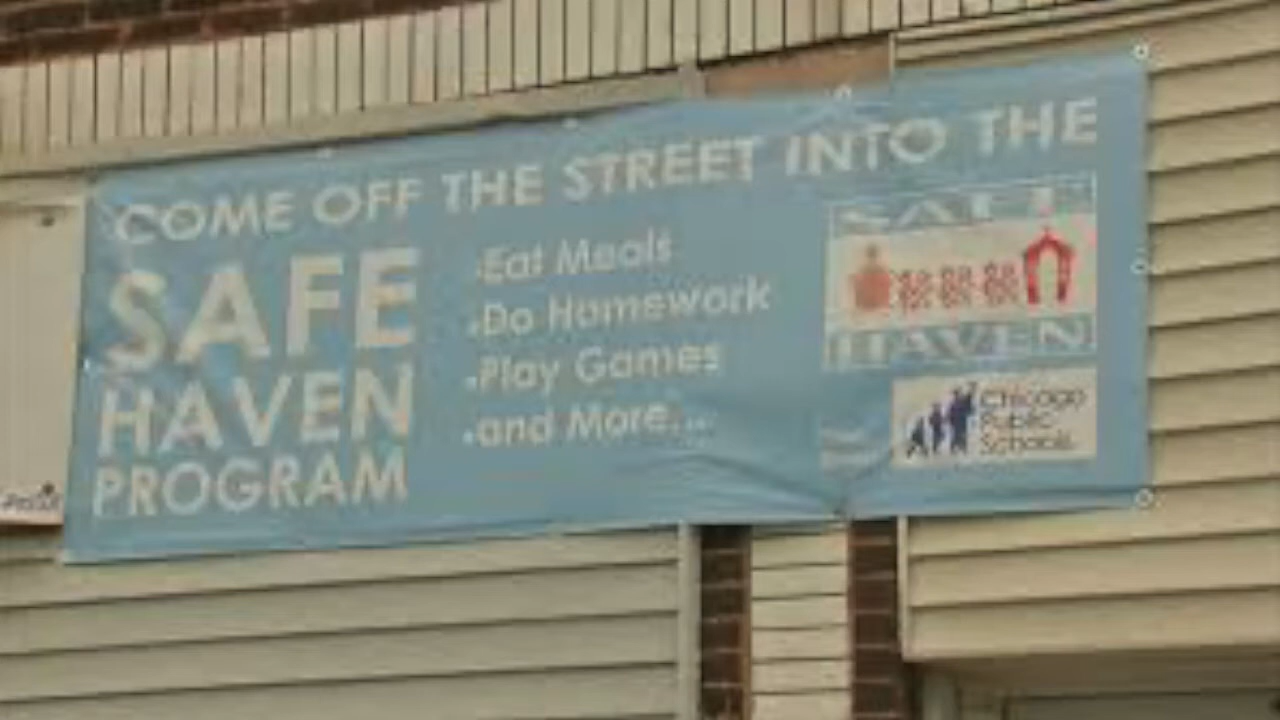 COME OFF THE STREET INTO THE
SAFE
HAVEN
PROGRAM
•Eat Meals
•Do Homework
•Play Games
•and More....
SAFE
HAVEN
Chicago
Public
Schools